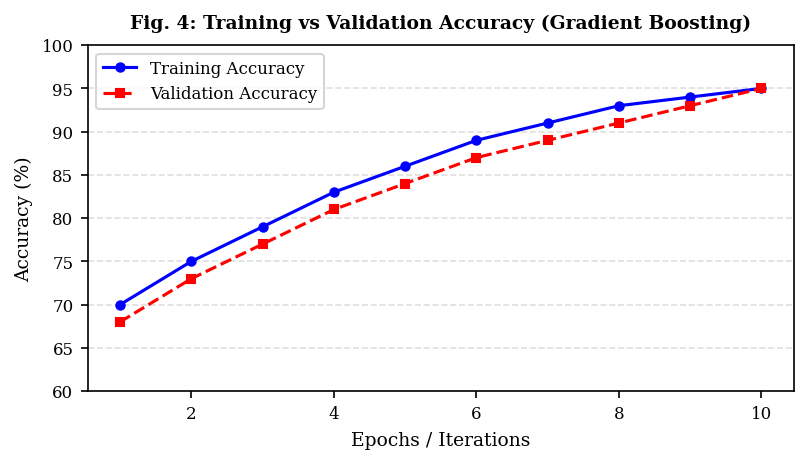 Fig. 4: Training vs Validation Accuracy (Gradient Boosting)
Training Accuracy
Validation Accuracy
Accuracy (%)
100
95
90
85
80
75
70
65
60
2 4 6 8 10
Epochs / Iterations